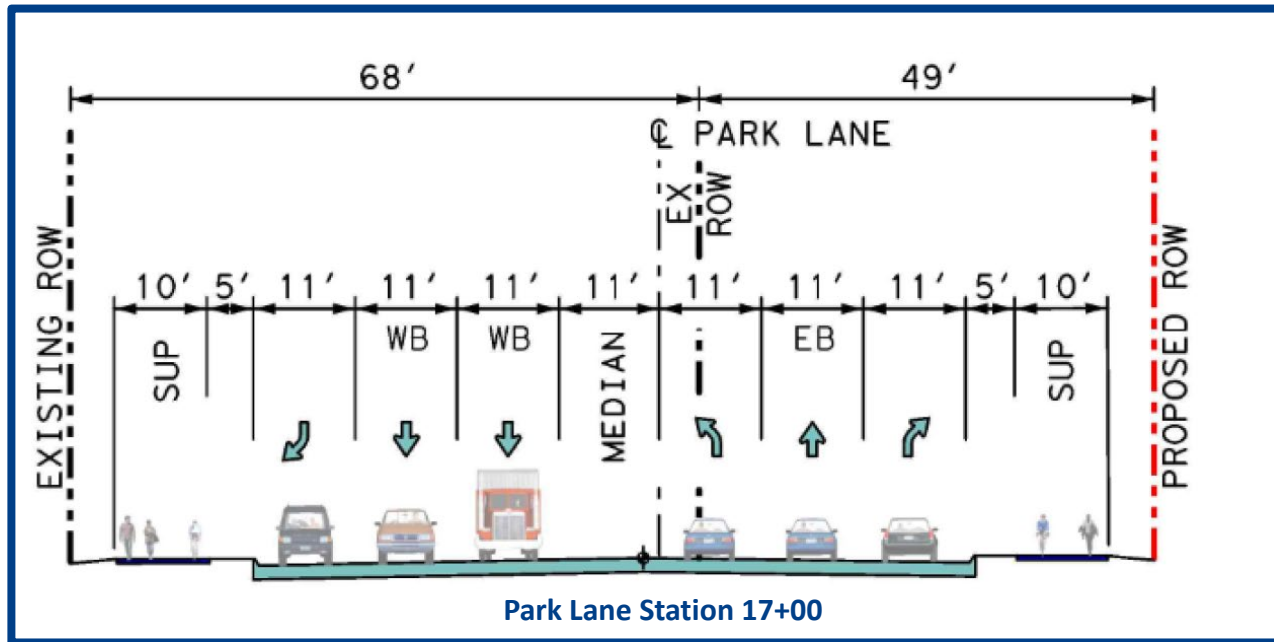 68' 49'
℄ PARK LANE
EX
ROW
EXISTING ROW
PROPOSED ROW
10' 5' 11' 11' 11' 11' 11' 11' 11' 5' 10'
SUP
WB
WB
MEDIAN
EB
SUP
Park Lane Station 17+00